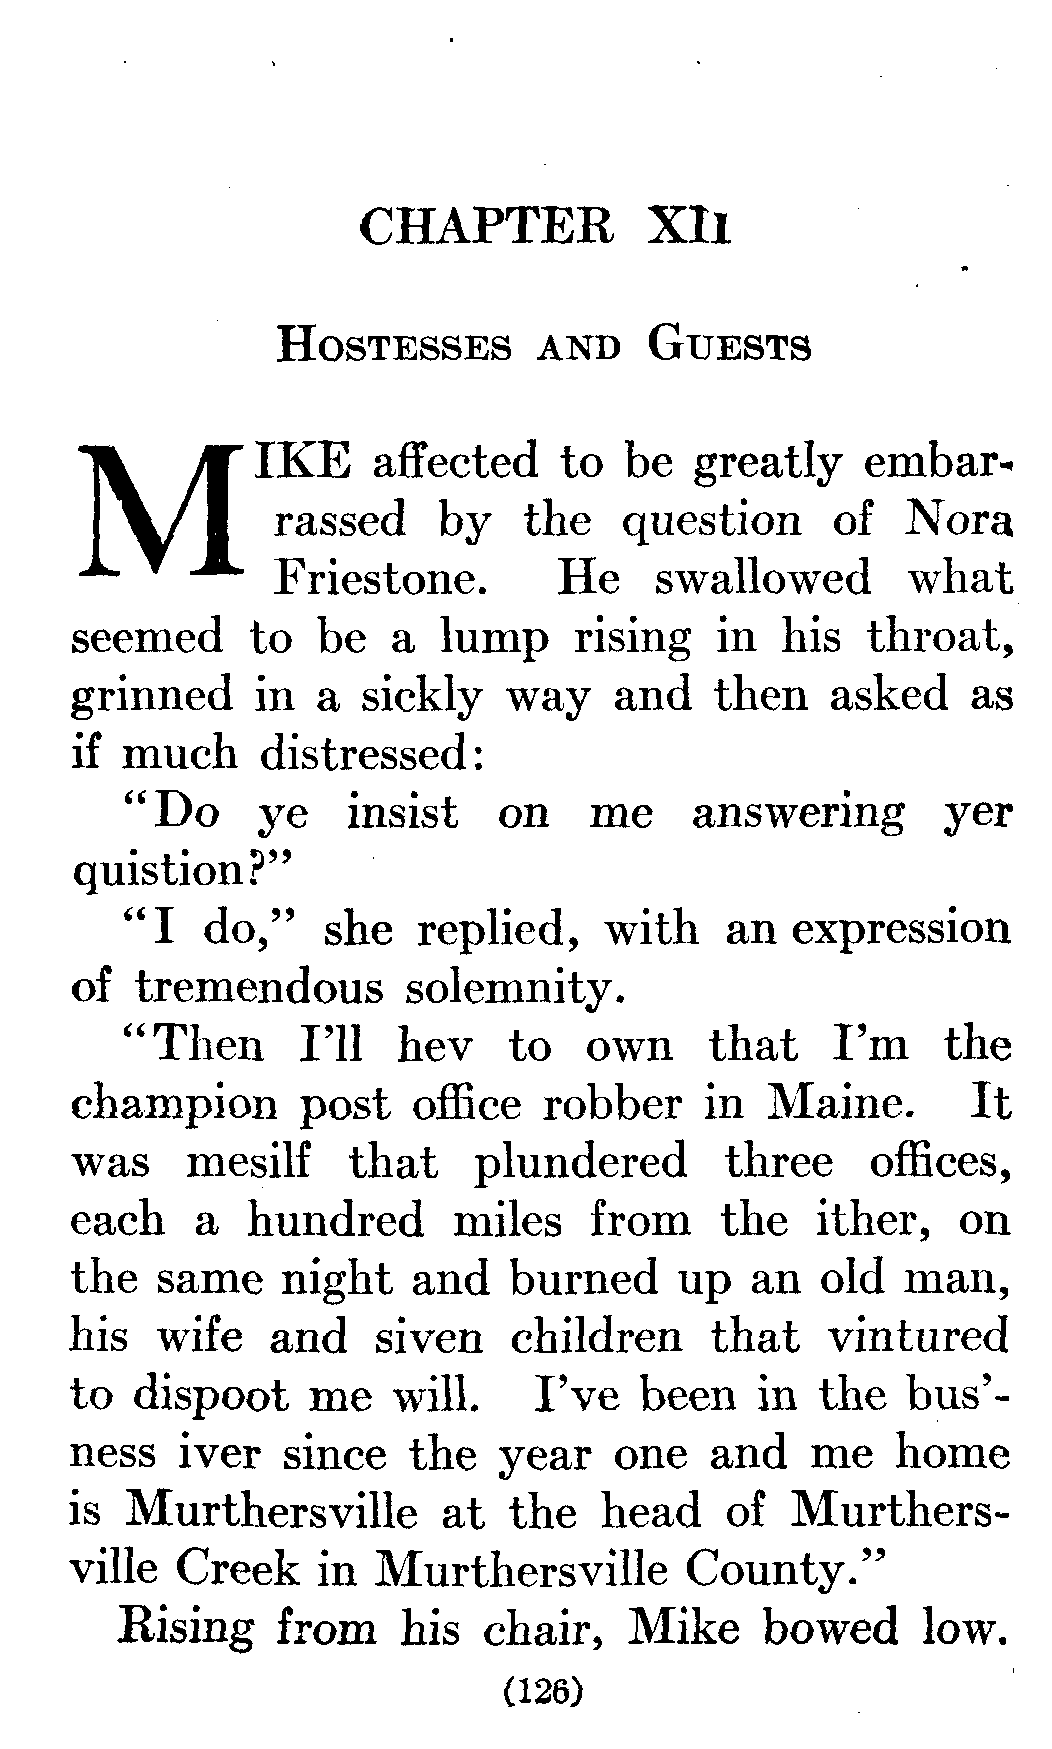 CHAPTER XII
HOSTESSES AND GUESTS
MIKE affected to be greatly embar-
rassed by the question of Nora
Friestone. He swallowed what
seemed to be a lump rising in his throat,
grinned in a sickly way and then asked as
if much distressed:
"Do ye insist on me answering yer
quistion?"
"I do," she replied, with an expression
of tremendous solemnity.
"Then I'll hev to own that I'm the
champion post office robber in Maine. It
was mesilf that plundered three offices,
each a hundred miles from the ither, on
the same night and burned up an old man,
his wife and siven children that vintured
to dispoot me will. I've been in the bus'-
ness iver since the year one and me home
is Murthersville at the head of Murthers-
ville Creek in Murthersville County."
Rising from his chair, Mike bowed low.
(126)